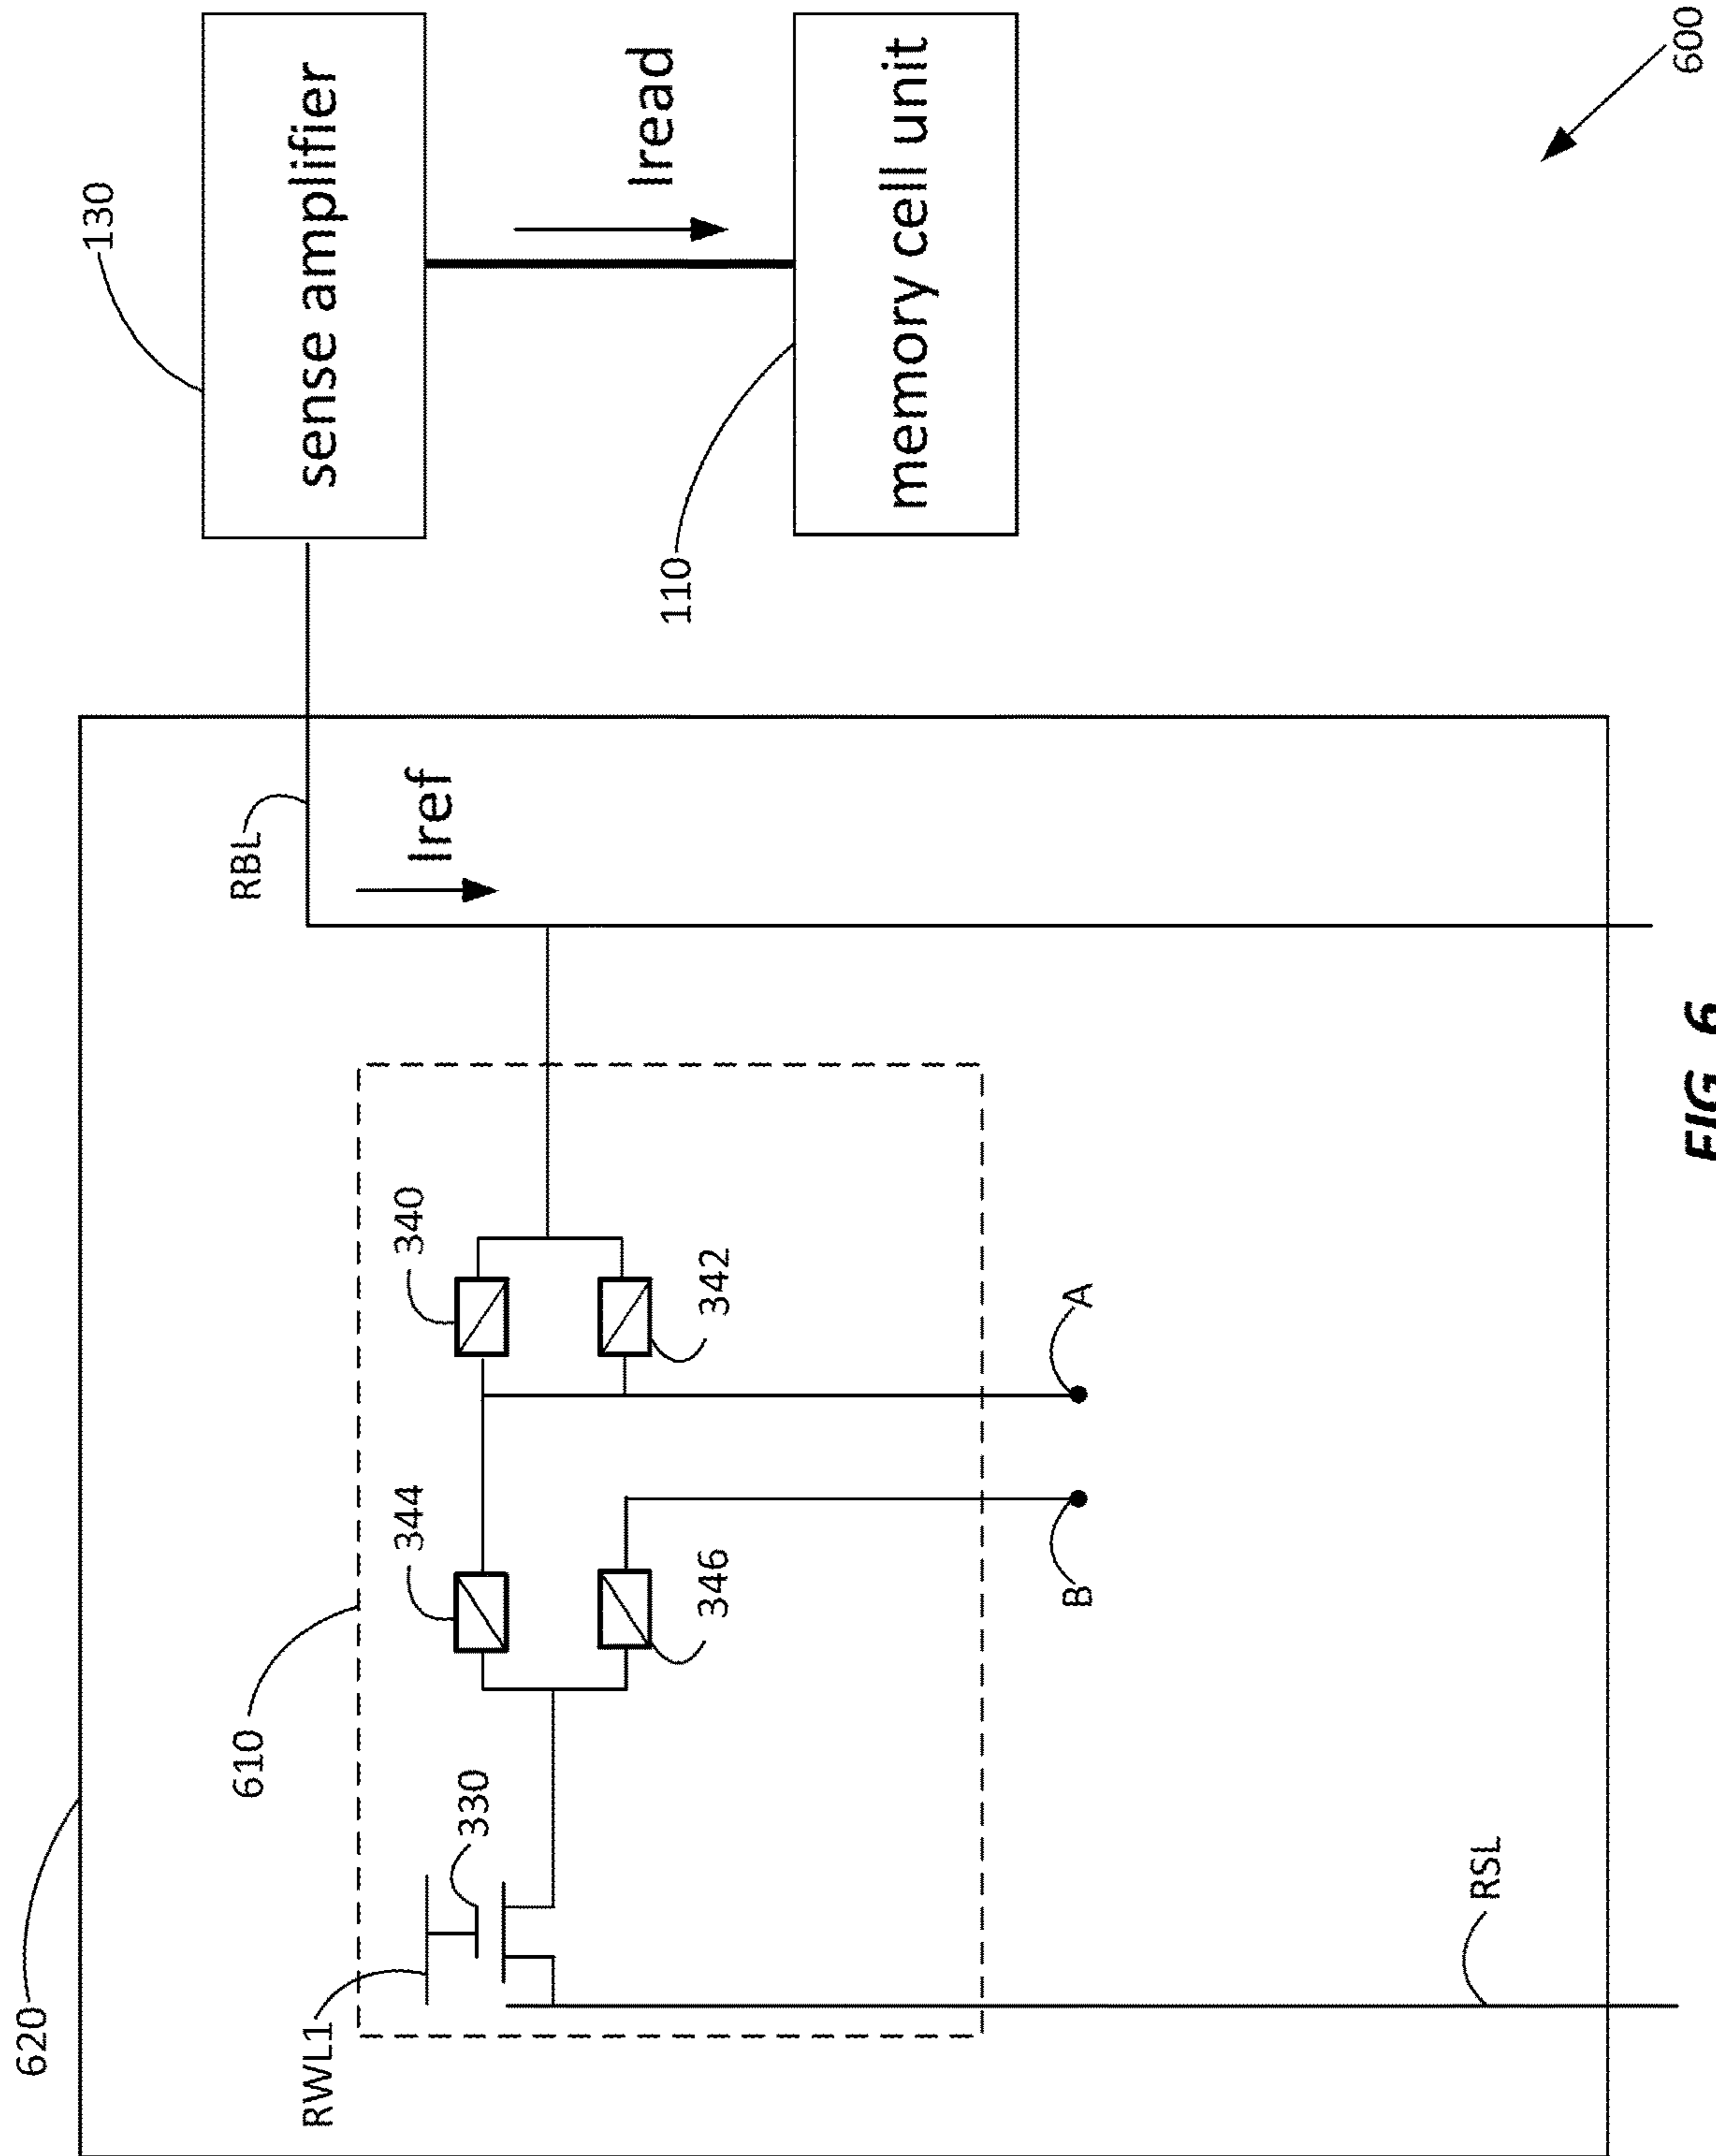 620
RWL1
610
330
344
346
340
342
B
A
RSL
RBL
Iref
130
sense amplifier
Iread
110
memory cell unit
600
FIG. 6